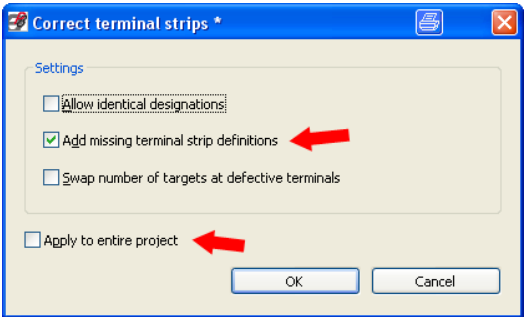 Correct terminal strips *
Settings
Allow identical designations
Add missing terminal strip definitions
Swap number of targets at defective terminals
Apply to entire project
OK Cancel